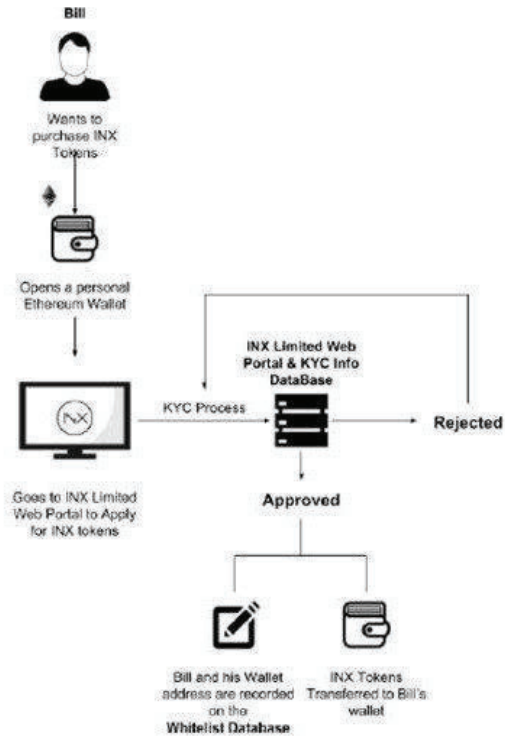 Bill
Wants to
purchase INX
Tokens
Opens a personal
Ethereum Wallet
INX Limited Web
Portal & KYC Info
DataBase
INX
KYC Process
Rejected
Goes to INX Limited
Web Portal to Apply
for INX tokens
Approved
Bill and his Wallet
address are recorded
on the
Whitelist Database
INX Tokens
Transferred to Bill's
wallet